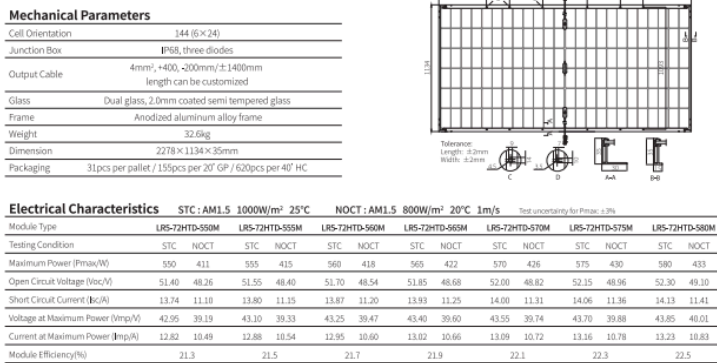 Mechanical Parameters
Cell Orientation 144 (6×24)
Junction Box IP68, three diodes
Output Cable 4mm², +400, -200mm/±1400mm
length can be customized
Glass Dual glass, 2.0mm coated semi tempered glass
Frame Anodized aluminum alloy frame
Weight 32.6kg
Dimension 2278×1134×35mm
Packaging 31pcs per pallet / 155pcs per 20' GP / 620pcs per 40' HC
1134
Tolerance:
Length: ±2mm
Width: ±2mm
C D A-A B-B
Electrical Characteristics STC : AM1.5 1000W/m² 25°C NOCT : AM1.5 800W/m² 20°C 1m/s Test uncertainty for Pmax: ±3%
Module Type LR5-72HTD-550M LR5-72HTD-555M LR5-72HTD-560M LR5-72HTD-565M LR5-72HTD-570M LR5-72HTD-575M LR5-72HTD-580M
Testing Condition STC NOCT STC NOCT STC NOCT STC NOCT STC NOCT STC NOCT STC NOCT
Maximum Power (Pmax/W) 550 411 555 415 560 418 565 422 570 426 575 430 580 433
Open Circuit Voltage (Voc/V) 51.40 48.26 51.55 48.40 51.70 48.54 51.85 48.68 52.00 48.82 52.15 48.96 52.30 49.10
Short Circuit Current (Isc/A) 13.74 11.10 13.80 11.15 13.87 11.20 13.93 11.25 14.00 11.31 14.06 11.36 14.13 11.41
Voltage at Maximum Power (Vmp/V) 42.95 39.19 43.10 39.33 43.25 39.47 43.40 39.60 43.55 39.74 43.70 39.88 43.85 40.01
Current at Maximum Power (Imp/A) 12.82 10.49 12.88 10.54 12.95 10.60 13.02 10.66 13.09 10.72 13.16 10.78 13.23 10.83
Module Efficiency(%) 21.3 21.5 21.7 21.9 22.1 22.3 22.5